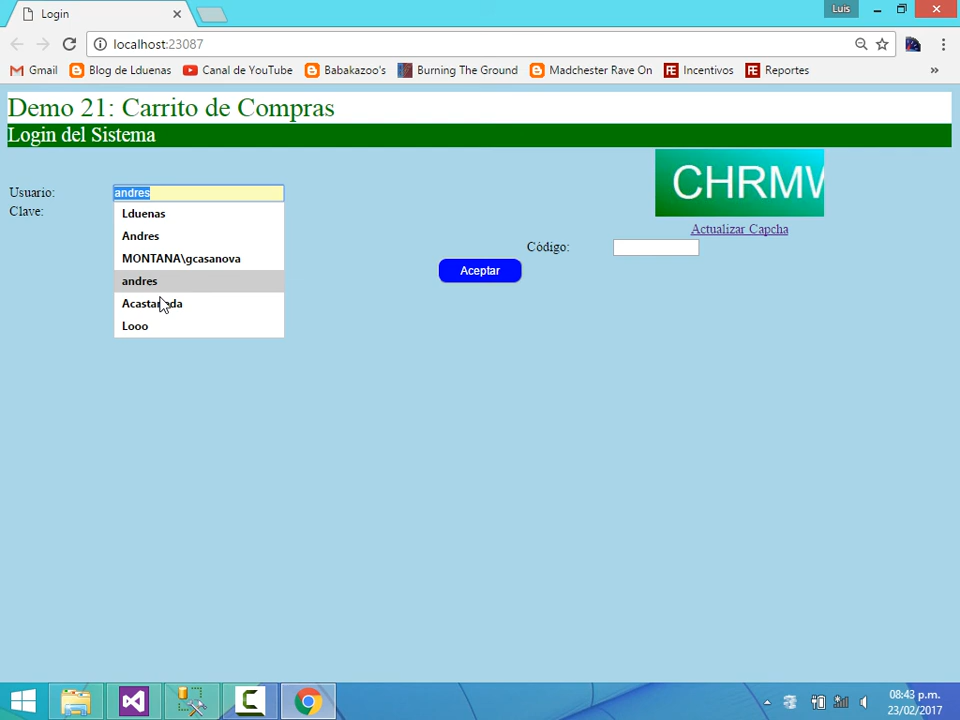 Login
Luis
localhost:23087
Gmail
Blog de Lduenas
Canal de YouTube
Babakazoo's
Burning The Ground
Madchester Rave On
Incentivos
Reportes
»
Demo 21: Carrito de Compras
Login del Sistema
Usuario:
andres
Clave:
Lduenas
Andres
MONTANA\gcasanova
andres
Looo
CHRMW
Actualizar Capcha
Código:
Aceptar
08:43 p.m.
23/02/2017